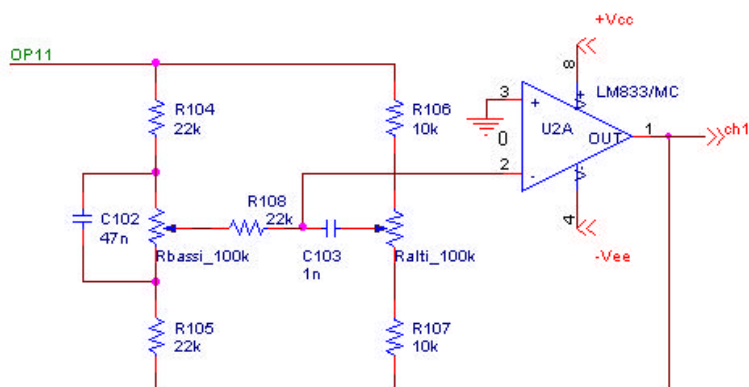 +Vcc
OP11
8
LM833/MC
R104
22k
R106
10k
3
+
U2A
OUT
1
ch1
0
2
-
R108
22k
C102
47n
4
Rbassi_100k
C103
1n
Ralti_100k
-Vee
R105
22k
R107
10k